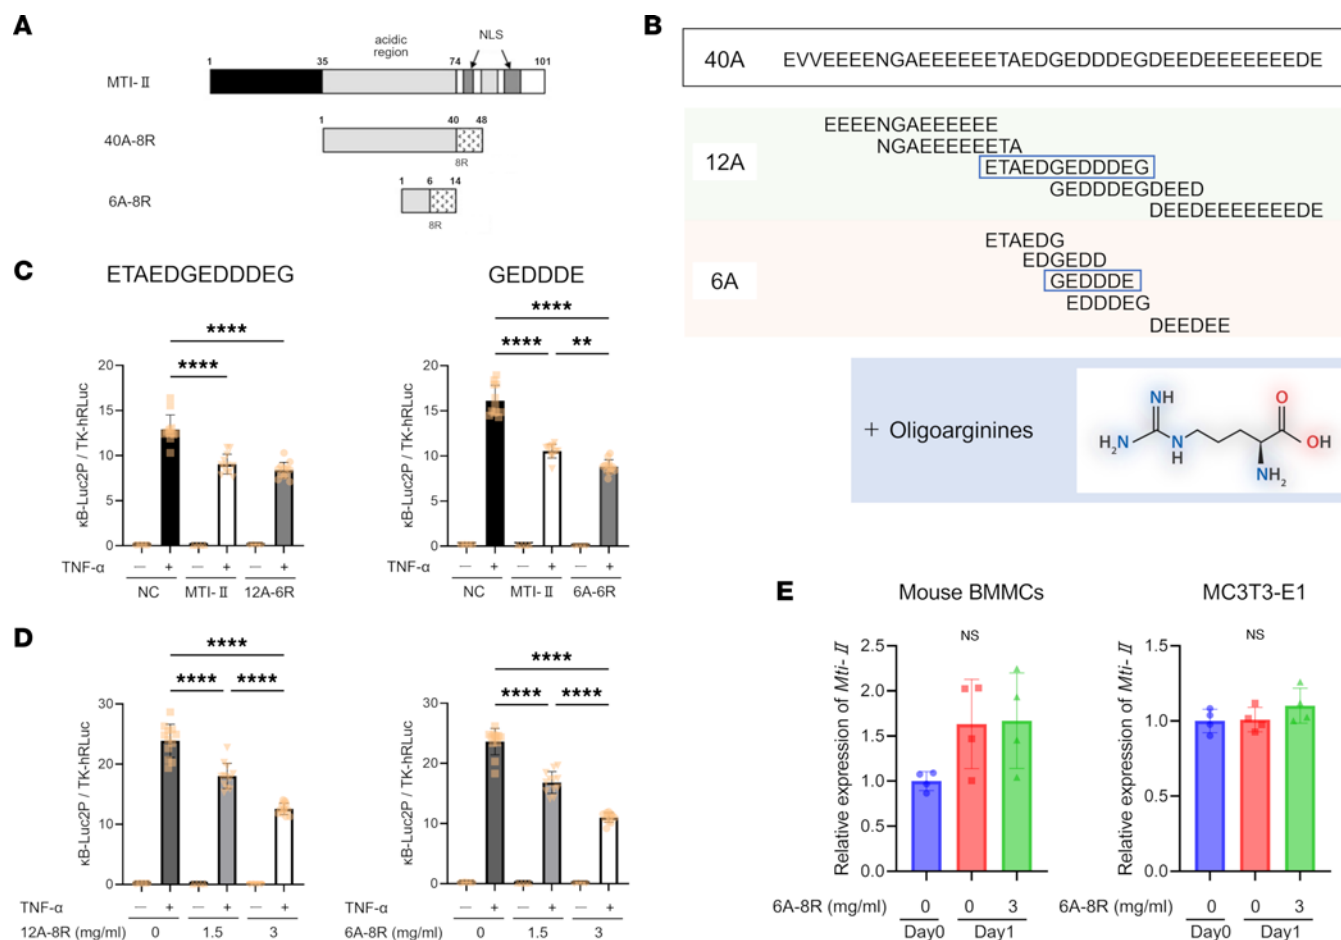 A
acidic
region
NLS
1 35 74 101
MTI-Ⅱ
1 40 48
40A-8R
8R
1 6 14
6A-8R
8R
B
40A EVVEEEENGAEEEEEETAEDGEDDDEGDEEDEEEEEEEDE
12A
EEEENGAEEEEEE
NGAEEEEEETA
ETAEDGEDDDEG
GEDDDEGDEED
DEEDEEEEEEEDE
6A
ETAEDG
EDGEDD
GEDDDE
EDDDEG
DEEDEE
+ Oligoarginines
NH
H2N
N
H
O
OH
NH2
C
ETAEDGEDDDEG
κB-Luc2P / TK-hRLuc
20
15
10
5
0
****
****
TNF-α — + — + — +
NC MTI-Ⅱ 12A-6R
GEDDDE
κB-Luc2P / TK-hRLuc
20
15
10
5
0
****
**** **
TNF-α — + — + — +
NC MTI-Ⅱ 6A-6R
D
κB-Luc2P / TK-hRLuc
30
20
10
0
****
**** ****
TNF-α — + — + — +
12A-8R (mg/ml) 0 1.5 3
κB-Luc2P / TK-hRLuc
30
20
10
0
****
**** ****
TNF-α — + — + — +
6A-8R (mg/ml) 0 1.5 3
E
Mouse BMMCs
NS
Relative expression of Mti-Ⅱ
2.5
2.0
1.5
1.0
0.5
0
6A-8R (mg/ml) 0 0 3
Day0 Day1
MC3T3-E1
NS
Relative expression of Mti-Ⅱ
1.5
1.0
0.5
0
6A-8R (mg/ml) 0 0 3
Day0 Day1